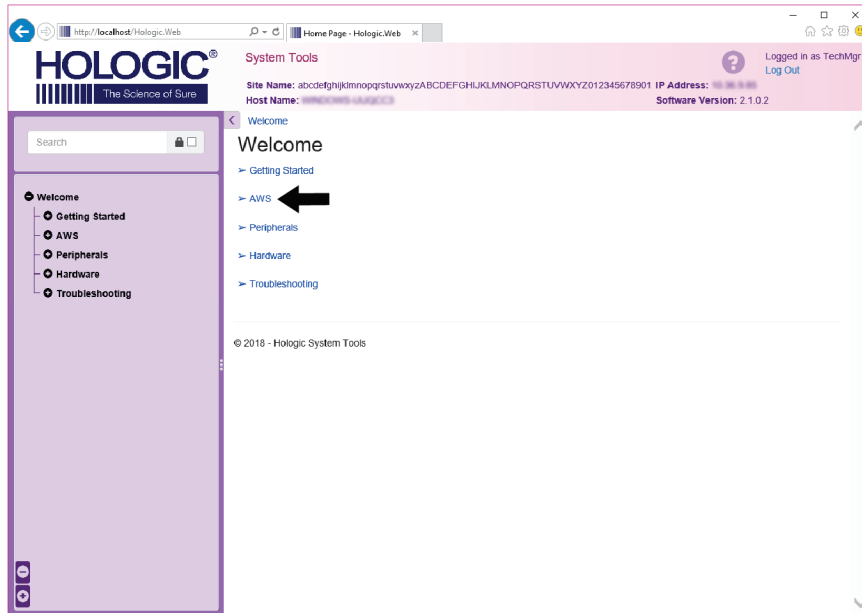 http://localhost/Hologic.Web
Home Page - Hologic.Web
HOLOGIC®
The Science of Sure
System Tools
Logged in as TechMgr
Log Out
Site Name: abcdefghijklmnopqrstuvwxyzABCDEFGHIJKLMNOPQRSTUVWXYZ012345678901 IP Address:
Host Name: Software Version: 2.1.0.2
Search
Welcome
Getting Started
AWS
Peripherals
Hardware
Troubleshooting
Welcome
Welcome
Getting Started
AWS
Peripherals
Hardware
Troubleshooting
© 2018 - Hologic System Tools